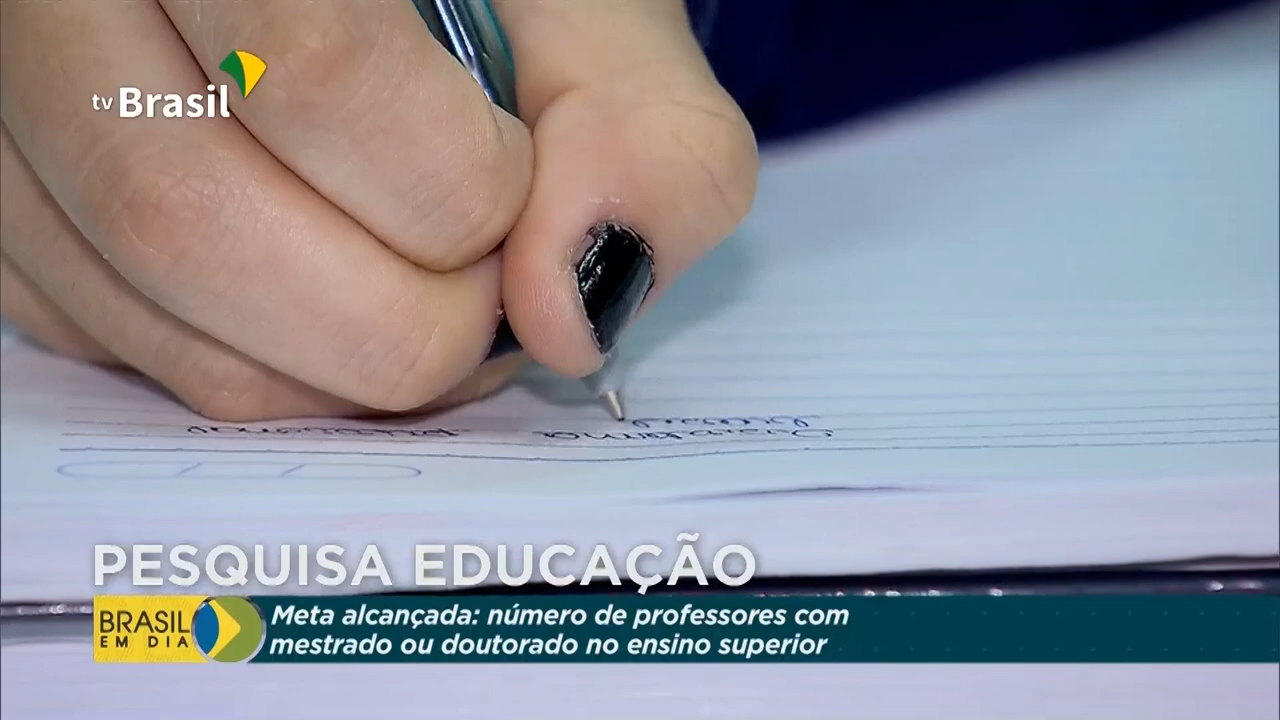 tv Brasil
PESQUISA EDUCAÇÃO
BRASIL
EM DIA
Meta alcançada: número de professores com
mestrado ou doutorado no ensino superior